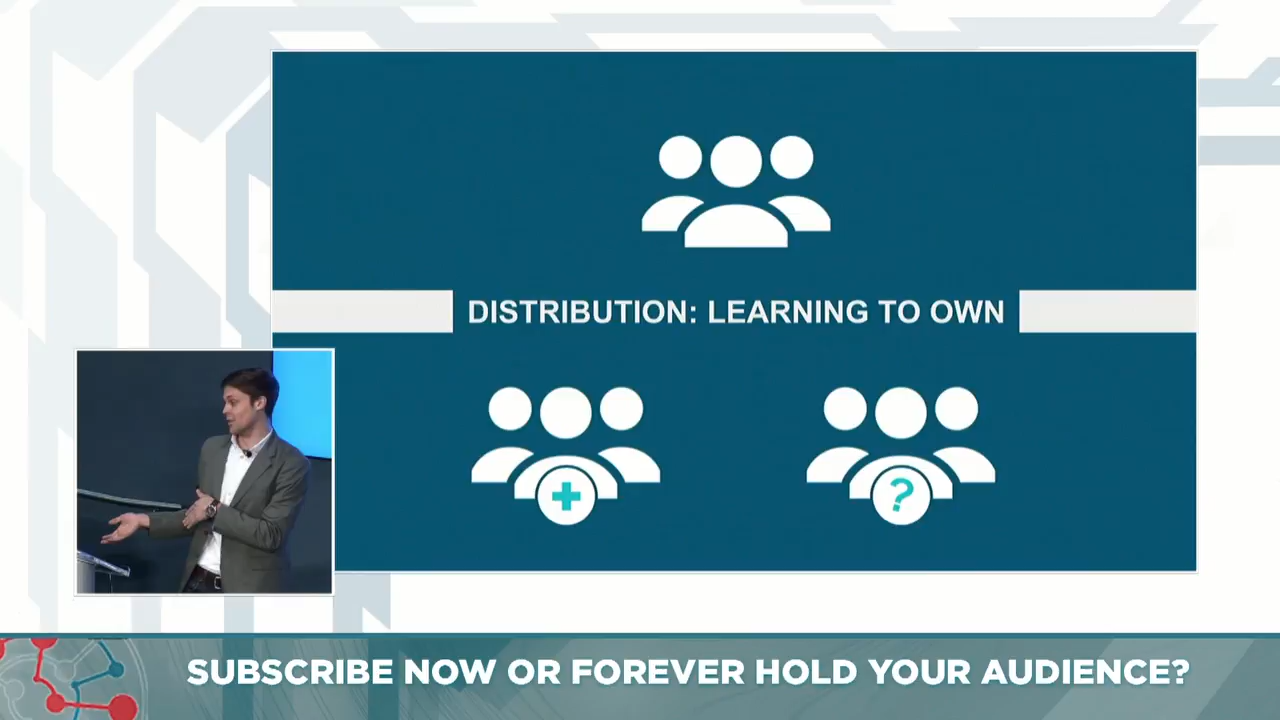 DISTRIBUTION: LEARNING TO OWN
+
?
SUBSCRIBE NOW OR FOREVER HOLD YOUR AUDIENCE?